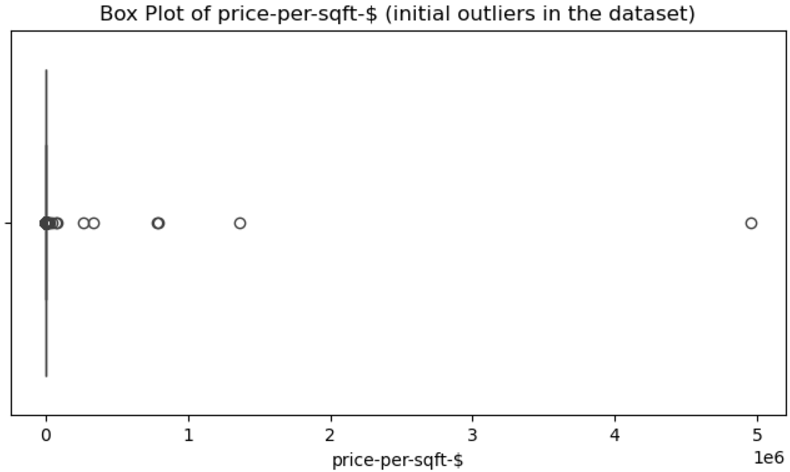 Box Plot of price-per-sqft-$ (initial outliers in the dataset)
0 1 2 3 4 5
1e6
price-per-sqft-$